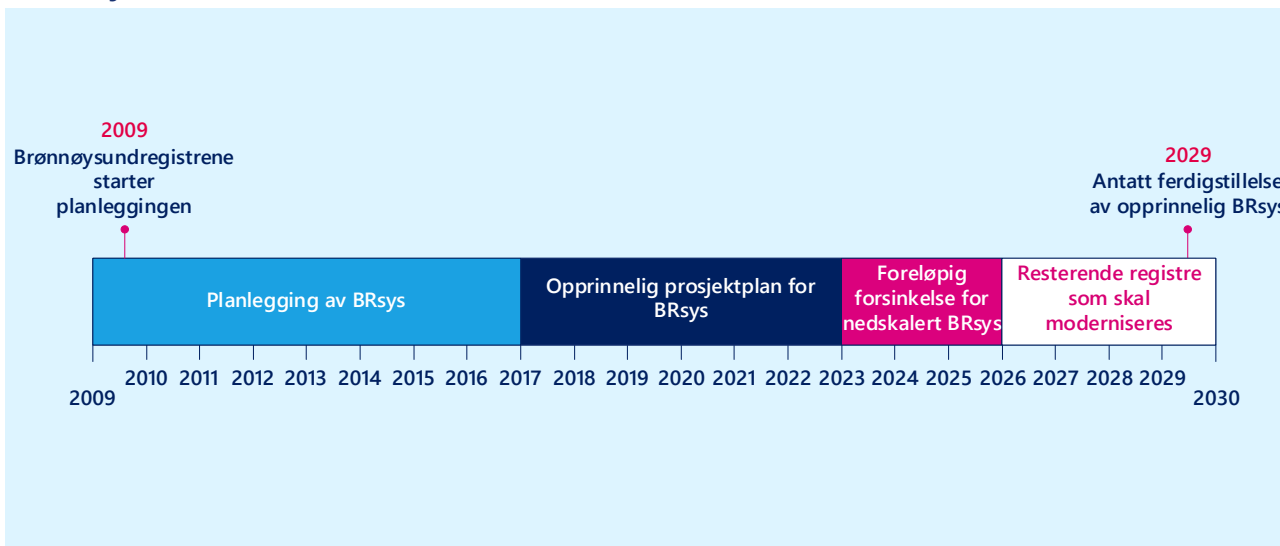 2009
Brønnøysundregistrene
starter
planleggingen
2029
Antatt ferdigstillelse
av opprinnelig BRsys
Planlegging av BRsys
Opprinnelig prosjektplan for
BRsys
Foreløpig
forsinkelse for
nedskalert BRsys
Resterende registre
som skal
moderniseres
2010 2011 2012 2013 2014 2015 2016 2017 2018 2019 2020 2021 2022 2023 2024 2025 2026 2027 2028 2029
2009 2030